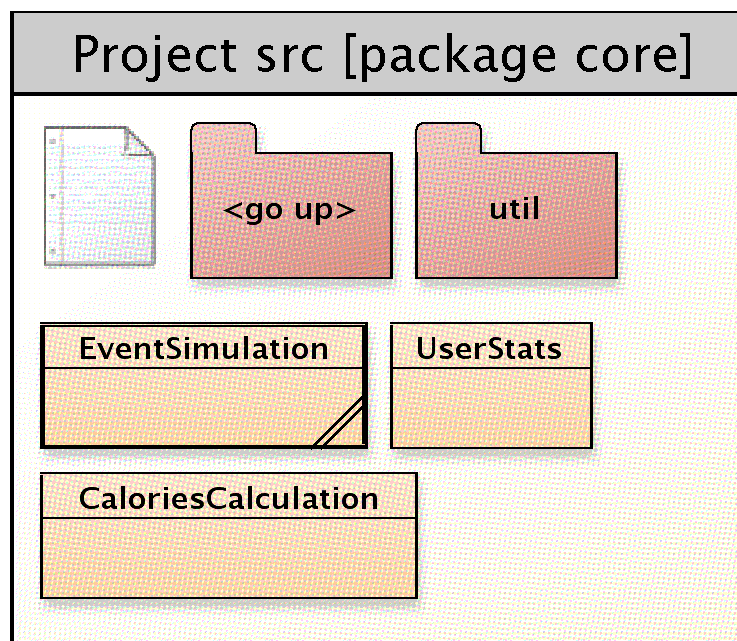 Project src [package core]
<go up>
util
EventSimulation
UserStats
CaloriesCalculation